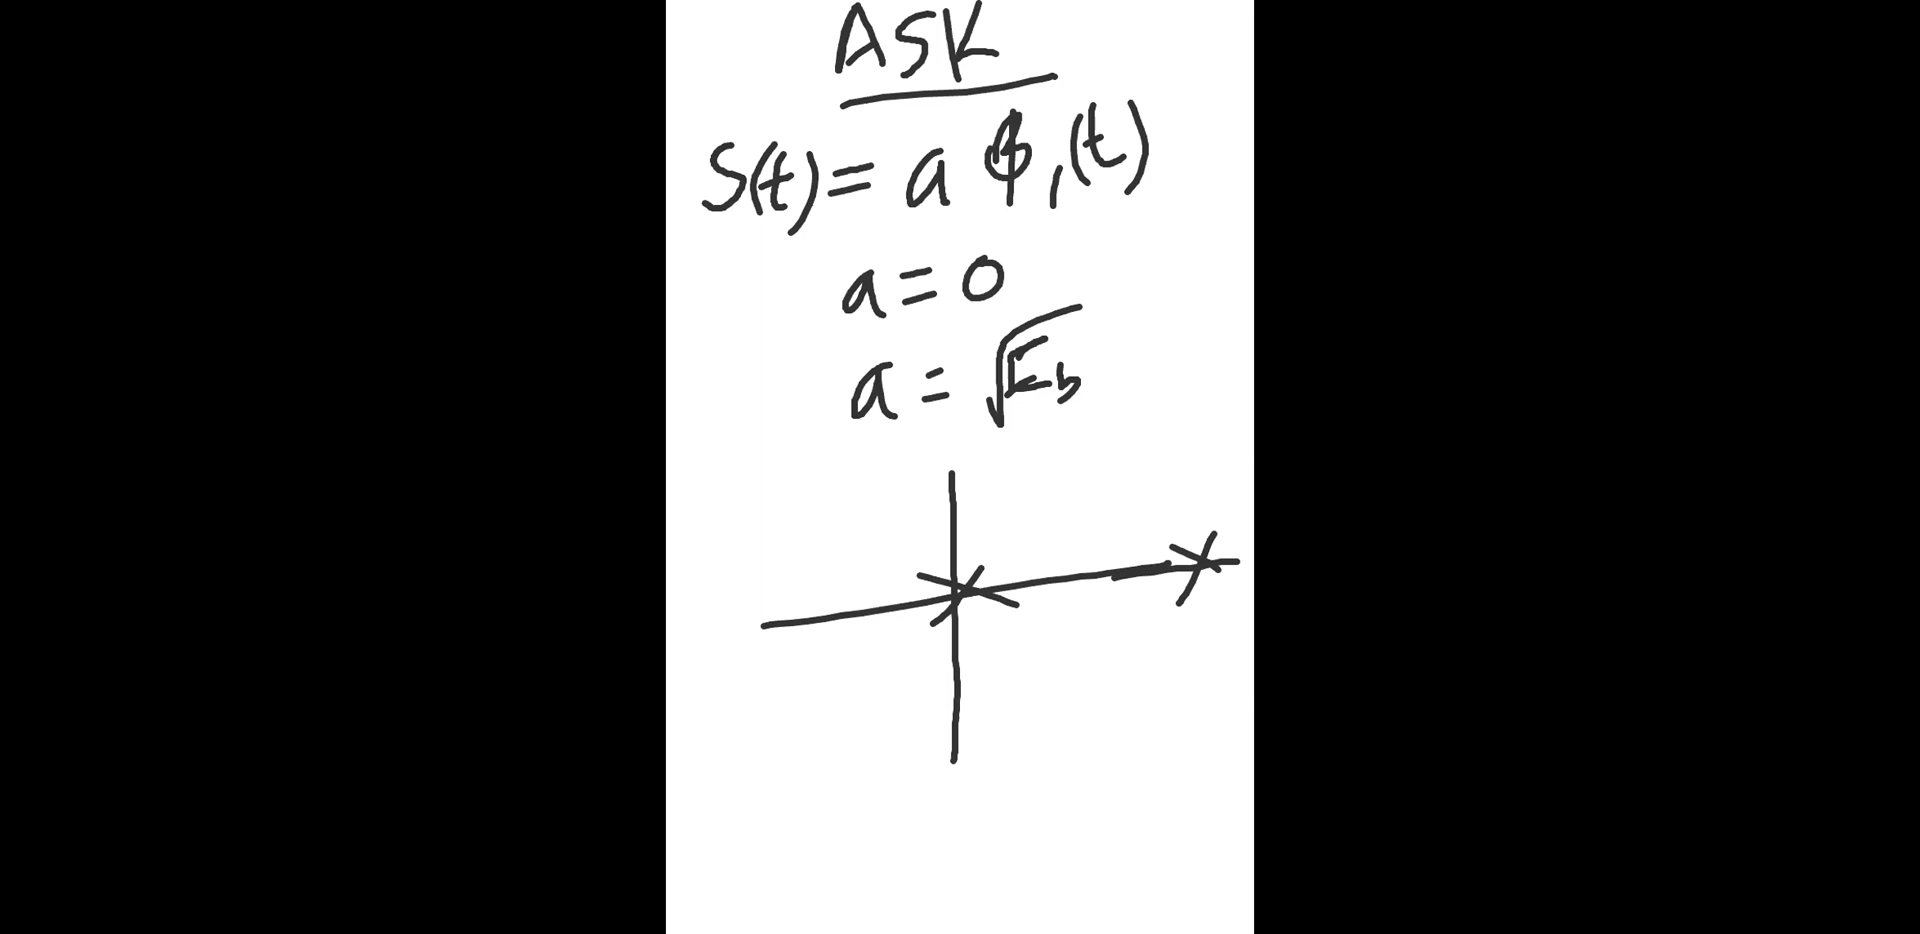 ASK
S(t) = a ϕ₁(t)
a = 0
a = √Eb